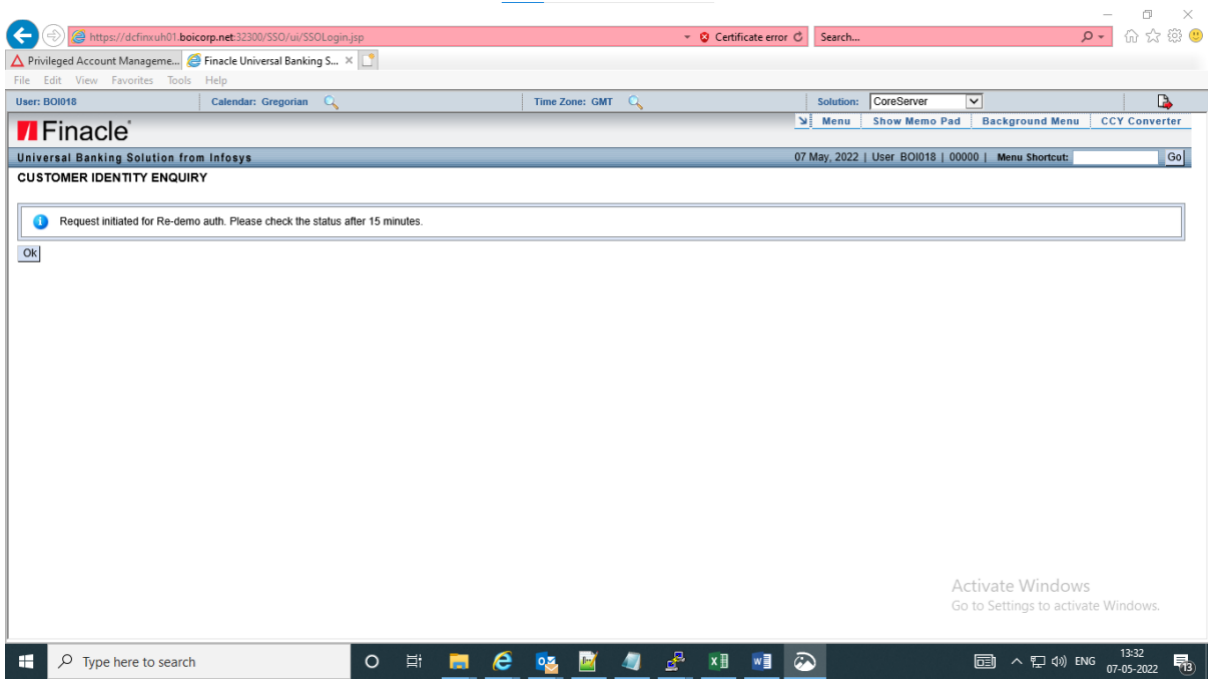 https://dcfinxuh01.boicorp.net:32300/SSO/ui/SSOLogin.jsp Certificate error Search...
Privileged Account Manageme... Finacle Universal Banking S...
File Edit View Favorites Tools Help
User: BOI018 Calendar: Gregorian Time Zone: GMT Solution: CoreServer
Finacle Menu Show Memo Pad Background Menu CCY Converter
Universal Banking Solution from Infosys 07 May, 2022 | User BOI018 | 00000 | Menu Shortcut: Go
CUSTOMER IDENTITY ENQUIRY
Request initiated for Re-demo auth. Please check the status after 15 minutes.
Ok
Activate Windows
Go to Settings to activate Windows.
Type here to search ENG 13:32
07-05-2022 13